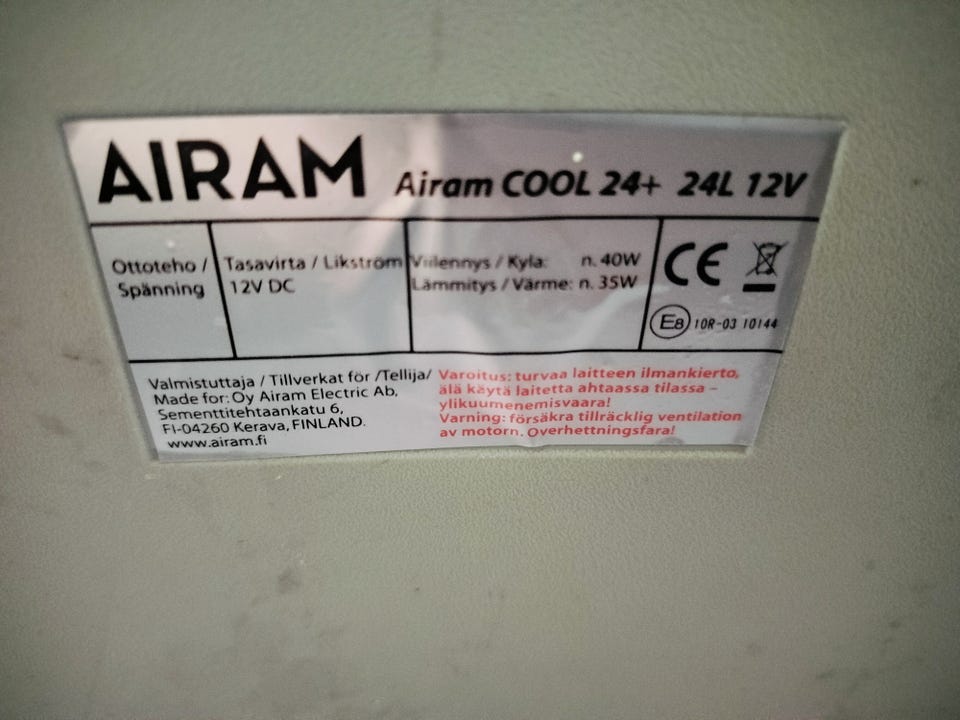 AIRAM Airam COOL 24+ 24L 12V
Ottoteho /
Spänning
Tasavirta / Likström
12V DC
Viilennys / Kyla: n. 40W
Lämmitys / Värme: n. 35W
CE
E8 10R-03 10144
Valmistuttaja / Tillverkat för /Tellija/
Made for: Oy Airam Electric Ab,
Sementtitehtaankatu 6,
FI-04260 Kerava, FINLAND.
www.airam.fi
Varoitus: turvaa laitteen ilmankierto,
älä käytä laitetta ahtaassa tilassa –
ylikuumenemisvaara!
Varning: försäkra tillräcklig ventilation
av motorn. Overhettningsfara!